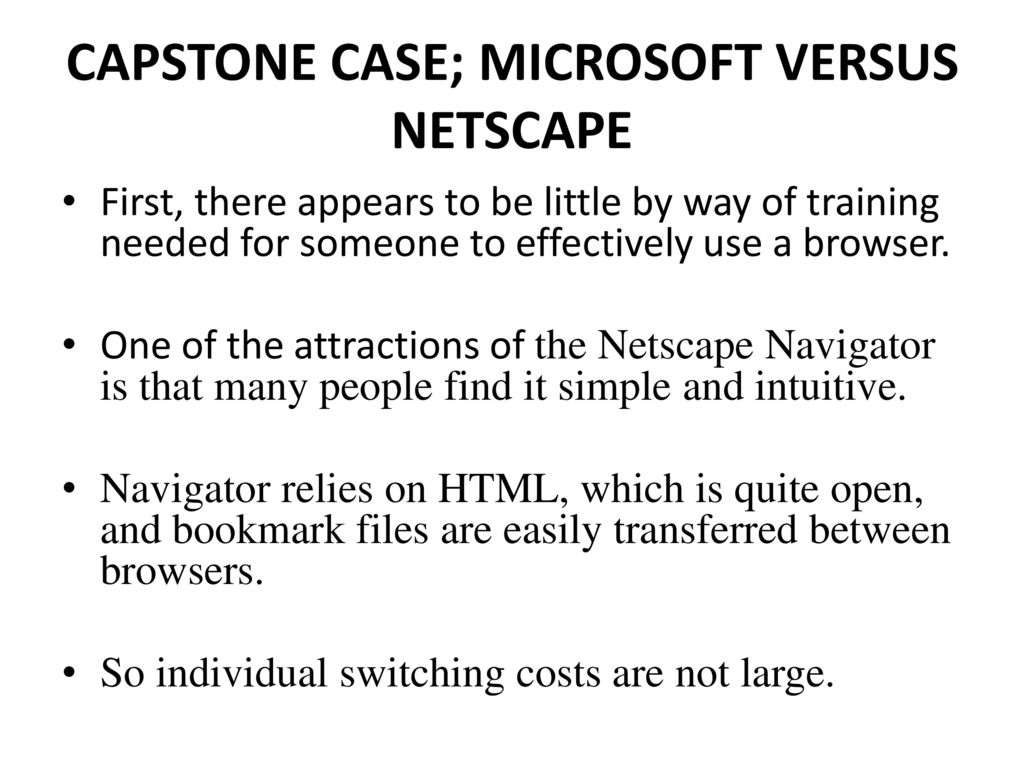 CAPSTONE CASE; MICROSOFT VERSUS
NETSCAPE
• First, there appears to be little by way of training
needed for someone to effectively use a browser.
• One of the attractions of the Netscape Navigator
is that many people find it simple and intuitive.
• Navigator relies on HTML, which is quite open,
and bookmark files are easily transferred between
browsers.
• So individual switching costs are not large.